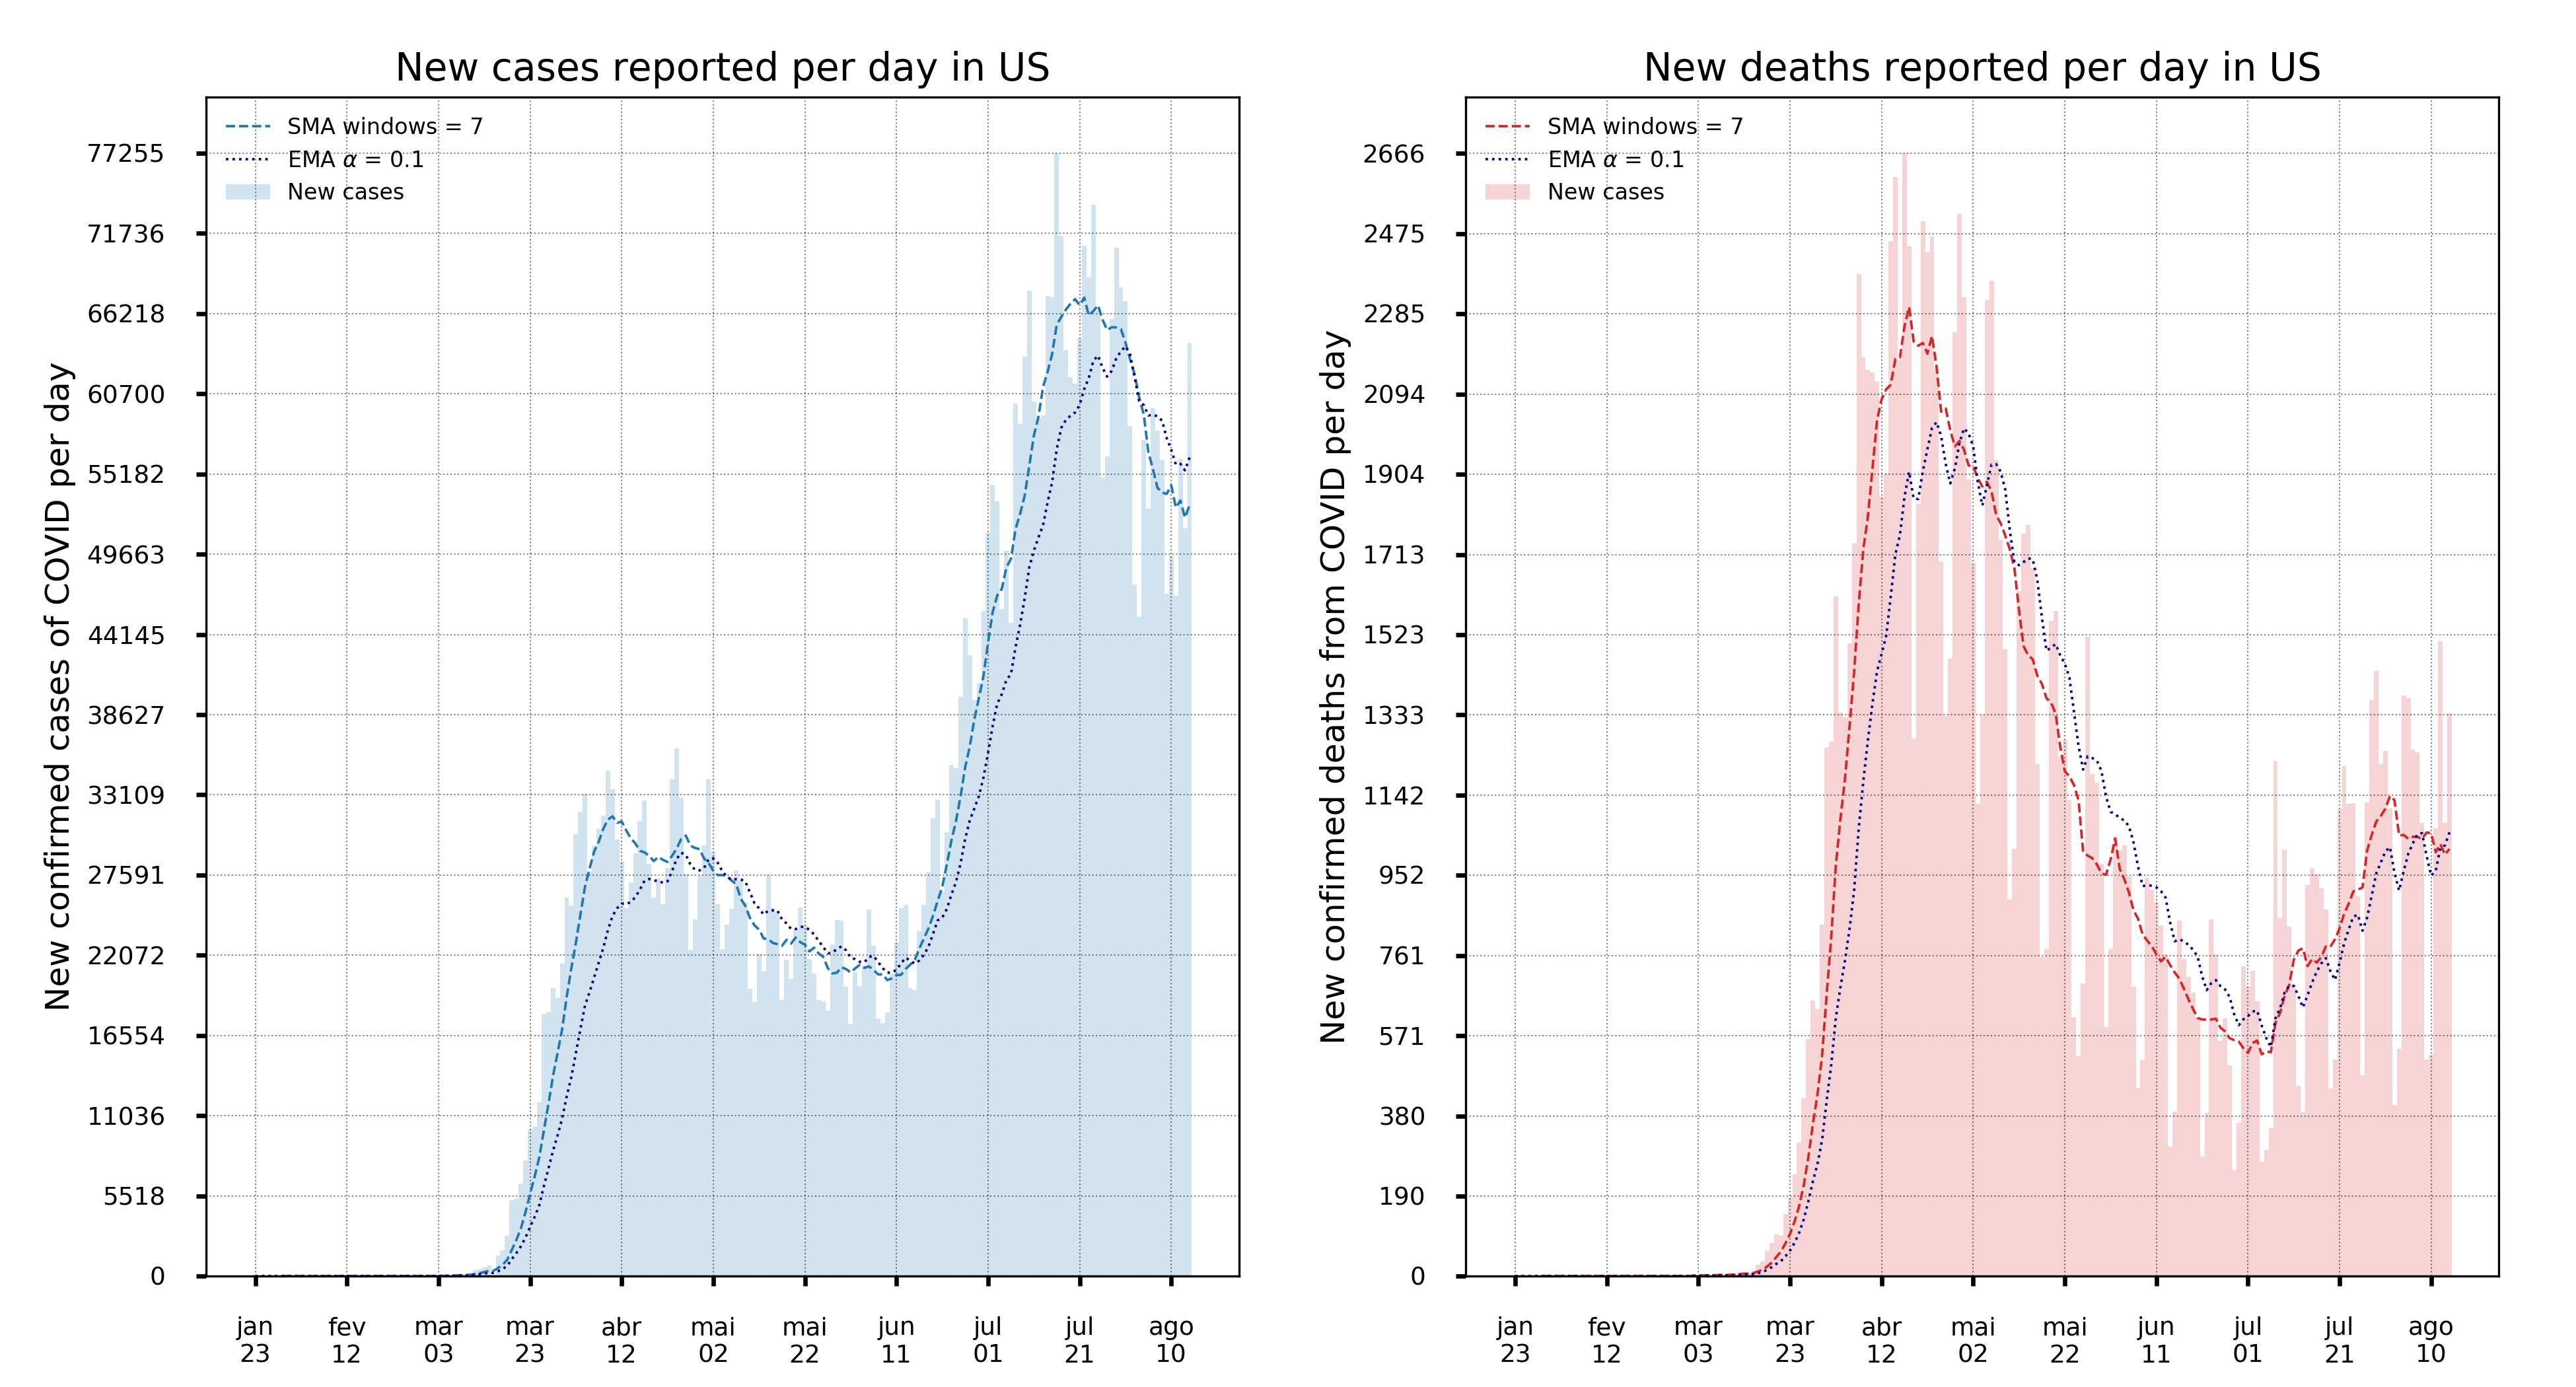 New cases reported per day in US
SMA windows = 7
EMA α = 0.1
New cases
New confirmed cases of COVID per day
77255
71736
66218
60700
55182
49663
44145
38627
33109
27591
22072
16554
11036
5518
0
jan fev mar mar abr mai mai jun jul jul ago
23 12 03 23 12 02 22 11 01 21 10
New deaths reported per day in US
SMA windows = 7
EMA α = 0.1
New cases
New confirmed deaths from COVID per day
2666
2475
2285
2094
1904
1713
1523
1333
1142
952
761
571
380
190
0
jan fev mar mar abr mai mai jun jul jul ago
23 12 03 23 12 02 22 11 01 21 10